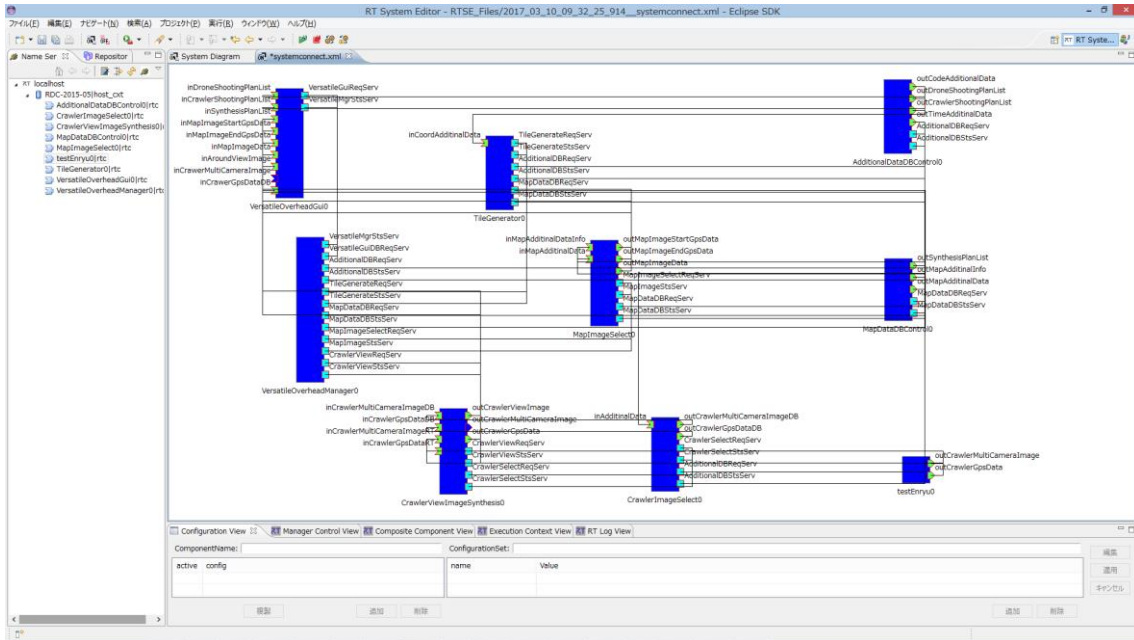 RT System Editor - RTSE_Files/2017_03_10_09_32_25_914__systemconnect.xml - Eclipse SDK
ファイル(F) 編集(E) ナビゲート(N) 検索(A) プロジェクト(P) 実行(R) ウィンドウ(W) ヘルプ(H)
RT Syste...
Name Ser
Repositor
System Diagram
*systemconnect.xml
RT localhost
RDC-2015-05|host_cxt
AdditionalDataDBControl0|rtc
CrawlerImageSelect0|rtc
CrawlerViewImageSynthesis0|
MapDataDBControl0|rtc
MapImageSelect0|rtc
testEnryu0|rtc
TileGenerator0|rtc
VersatileOverheadGui0|rtc
VersatileOverheadManager0|rt
inDroneShootingPlanList
inCrawlerShootingPlanList
inSynthesisPlanList
inMapImageStartGpsData
inMapImageEndGpsData
inMapImageData
inAroundViewImage
inCrawerMultiCameraImage
inCrawerGpsDataDB
VersatileGuiReqServ
VersatileMgrStsServ
VersatileOverheadGui0
inCoordAdditinalData
TileGenerateReqServ
TileGenerateStsServ
AdditionalDBReqServ
AdditionalDBStsServ
MapDataDBReqServ
MapDataDBStsServ
TileGenerator0
outCodeAdditionalData
outDroneShootingPlanList
outCrawlerShootingPlanList
outTimeAdditionalData
AdditionalDBReqServ
AdditionalDBStsServ
AdditionalDataDBControl0
VersatileMgrStsServ
VersatileGuiDBReqServ
AdditionalDBReqServ
AdditionalDBStsServ
TileGenerateReqServ
TileGenerateStsServ
MapDataDBReqServ
MapDataDBStsServ
MapImageSelectReqServ
MapImageStsServ
CrawlerViewReqServ
CrawlerViewStsServ
VersatileOverheadManager0
inMapAdditinalDataInfo
inMapAdditinalData
outMapImageStartGpsData
outMapImageEndGpsData
outMapImageData
MapImageSelectReqServ
MapImageStsServ
MapDataDBReqServ
MapDataDBStsServ
MapImageSelect0
outSynthesisPlanList
outMapAdditinalInfo
outMapAdditinalData
MapDataDBReqServ
MapDataDBStsServ
MapDataDBControl0
inCrawlerMultiCameraImageDB
inCrawlerGpsDataDB
inCrawlerMultiCameraImageRT
inCrawlerGpsDataRT
outCrawlerViewImage
outCrawlerMultiCameraImage
outCrawlerGpsData
CrawlerViewReqServ
CrawlerViewStsServ
CrawlerSelectReqServ
CrawlerSelectStsServ
CrawlerViewImageSynthesis0
inAdditinalData
outCrawlerMultiCameraImageDB
outCrawlerGpsDataDB
CrawlerSelectReqServ
CrawlerSelectStsServ
AdditionalDBReqServ
AdditionalDBStsServ
CrawlerImageSelect0
outCrawlerMultiCameraImage
outCrawlerGpsData
testEnryu0
Configuration View
Manager Control View
Composite Component View
Execution Context View
RT Log View
ComponentName:
ConfigurationSet:
active config
name Value
編集
適用
キャンセル
複製
追加
削除
追加
削除